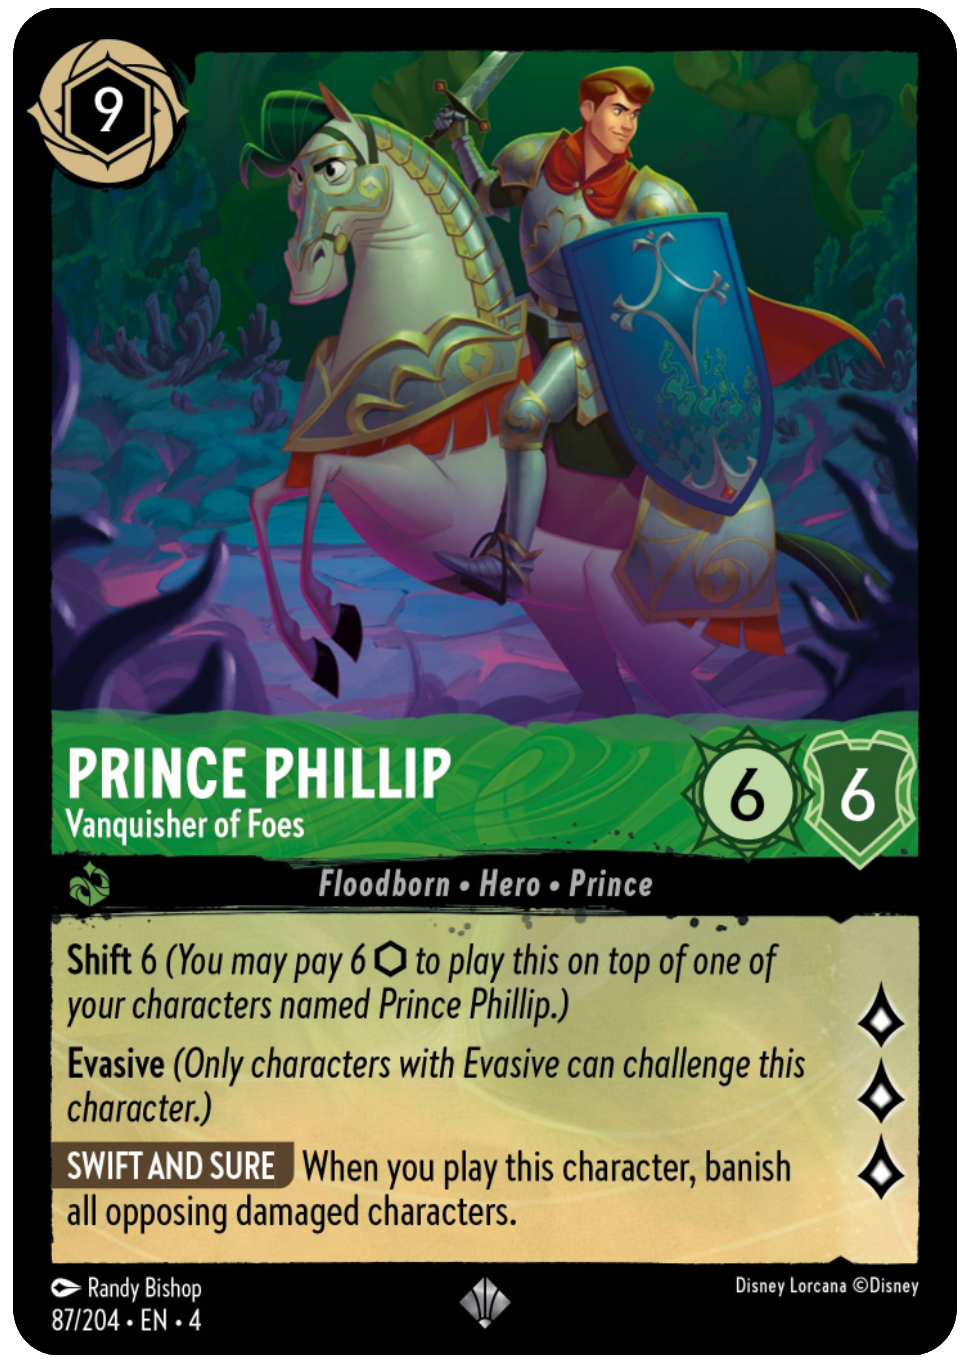 9
PRINCE PHILLIP
Vanquisher of Foes
6
6
Floodborn • Hero • Prince
Shift 6 (You may pay 6 ⬡ to play this on top of one of
your characters named Prince Phillip.)
Evasive (Only characters with Evasive can challenge this
character.)
SWIFT AND SURE When you play this character, banish
all opposing damaged characters.
Randy Bishop
87/204 • EN • 4
Disney Lorcana ©Disney